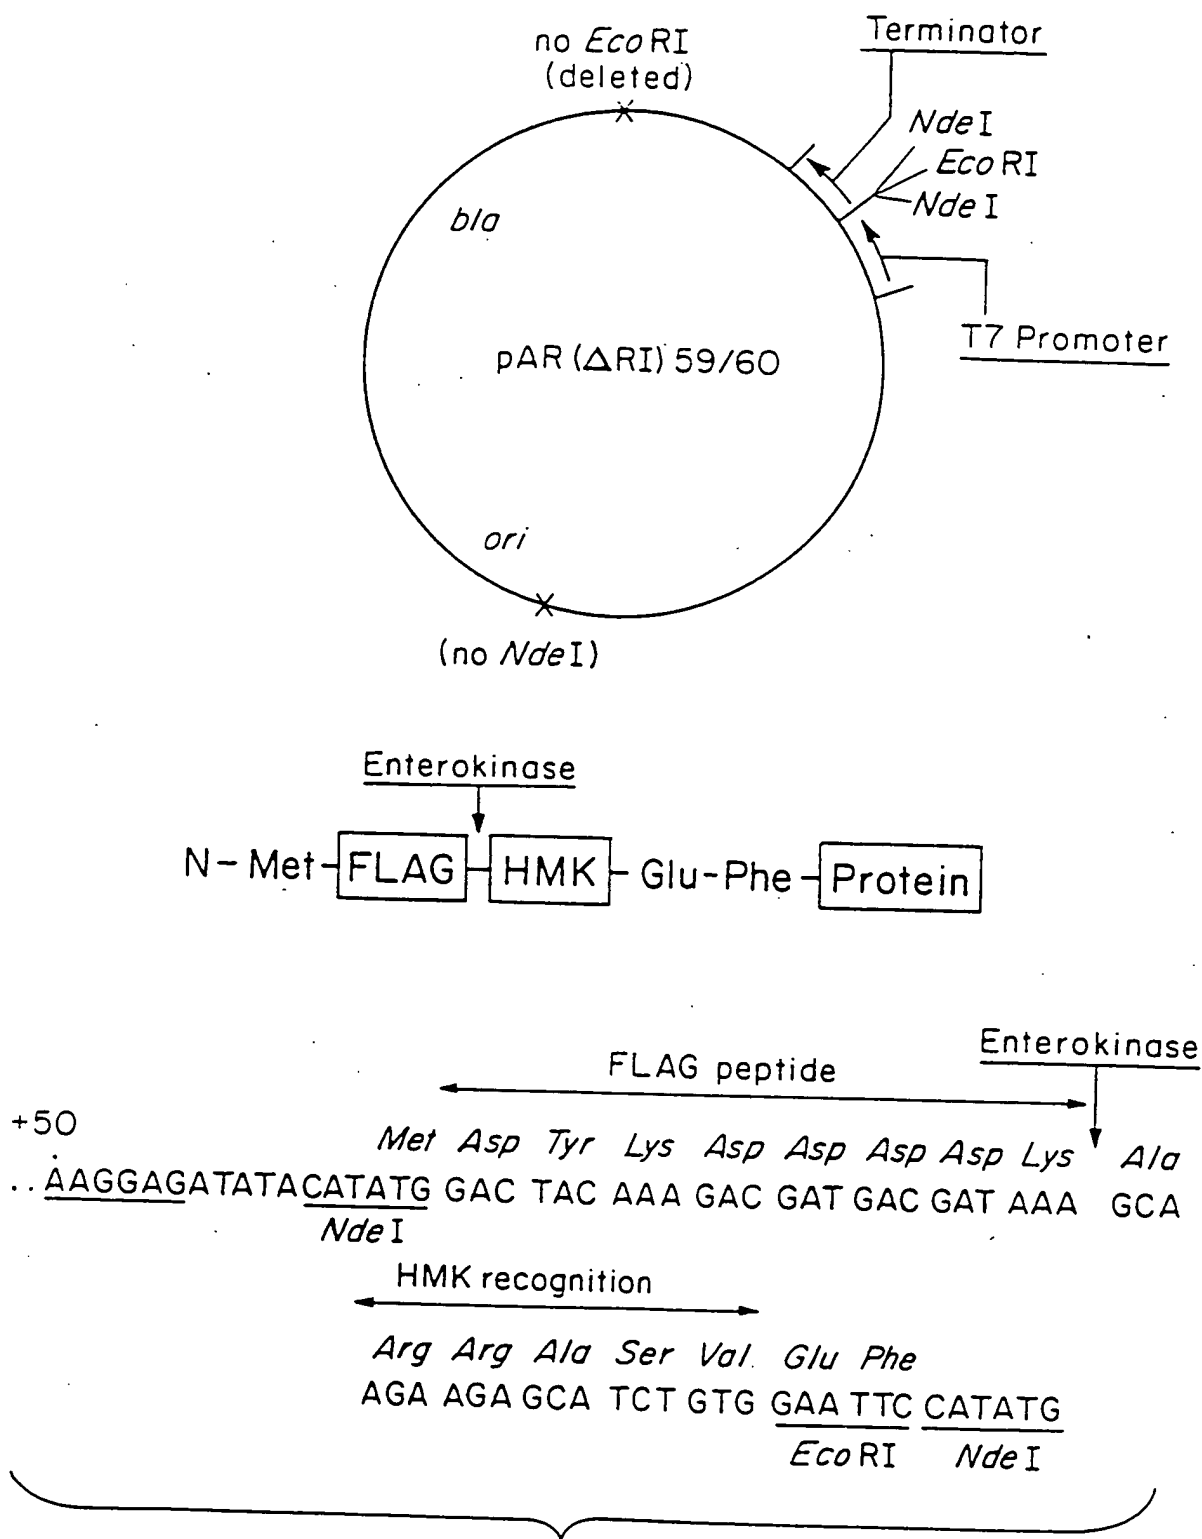 Terminator
no EcoRI
(deleted)
NdeI
EcoRI
NdeI
bla
T7 Promoter
pAR (ΔRI) 59/60
ori
(no NdeI)
Enterokinase
N-Met-FLAG-HMK-Glu-Phe-Protein
Enterokinase
FLAG peptide
+50
Met Asp Tyr Lys Asp Asp Asp Asp Lys Ala
..AAGGAGATATACATATG GAC TAC AAA GAC GAT GAC GAT AAA GCA
NdeI
HMK recognition
Arg Arg Ala Ser Val Glu Phe
AGA AGA GCA TCT GTG GAA TTC CATATG
EcoRI NdeI